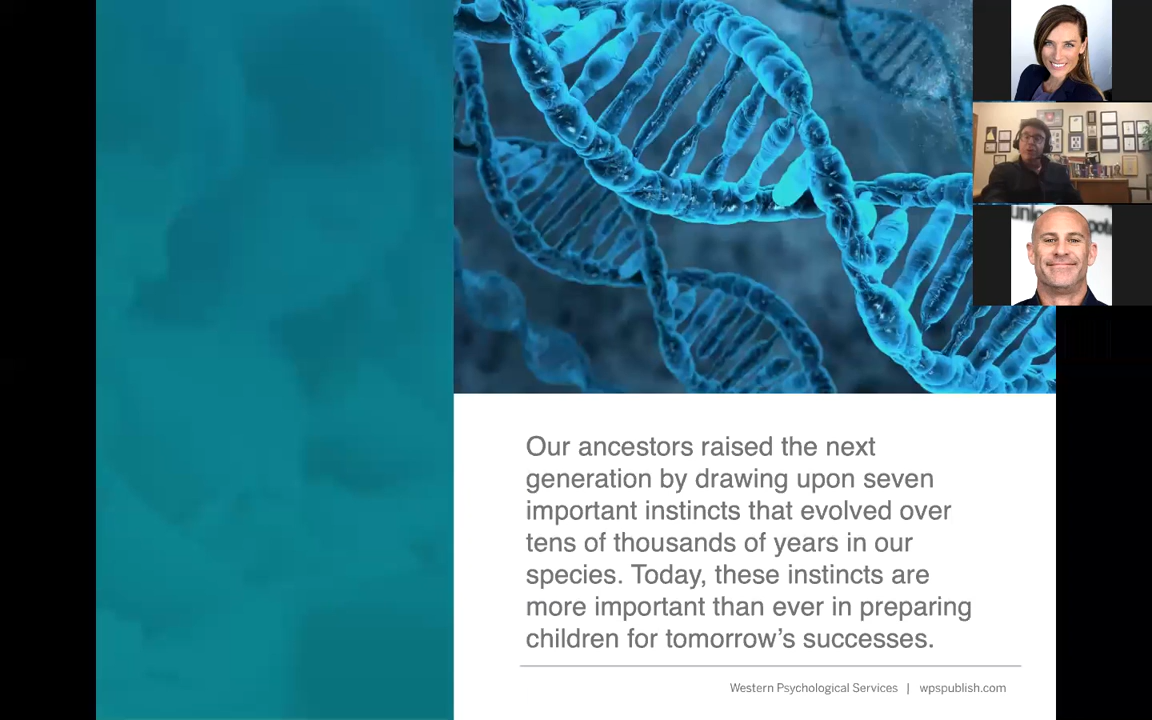 Our ancestors raised the next
generation by drawing upon seven
important instincts that evolved over
tens of thousands of years in our
species. Today, these instincts are
more important than ever in preparing
children for tomorrow’s successes.
Western Psychological Services | wpspublish.com